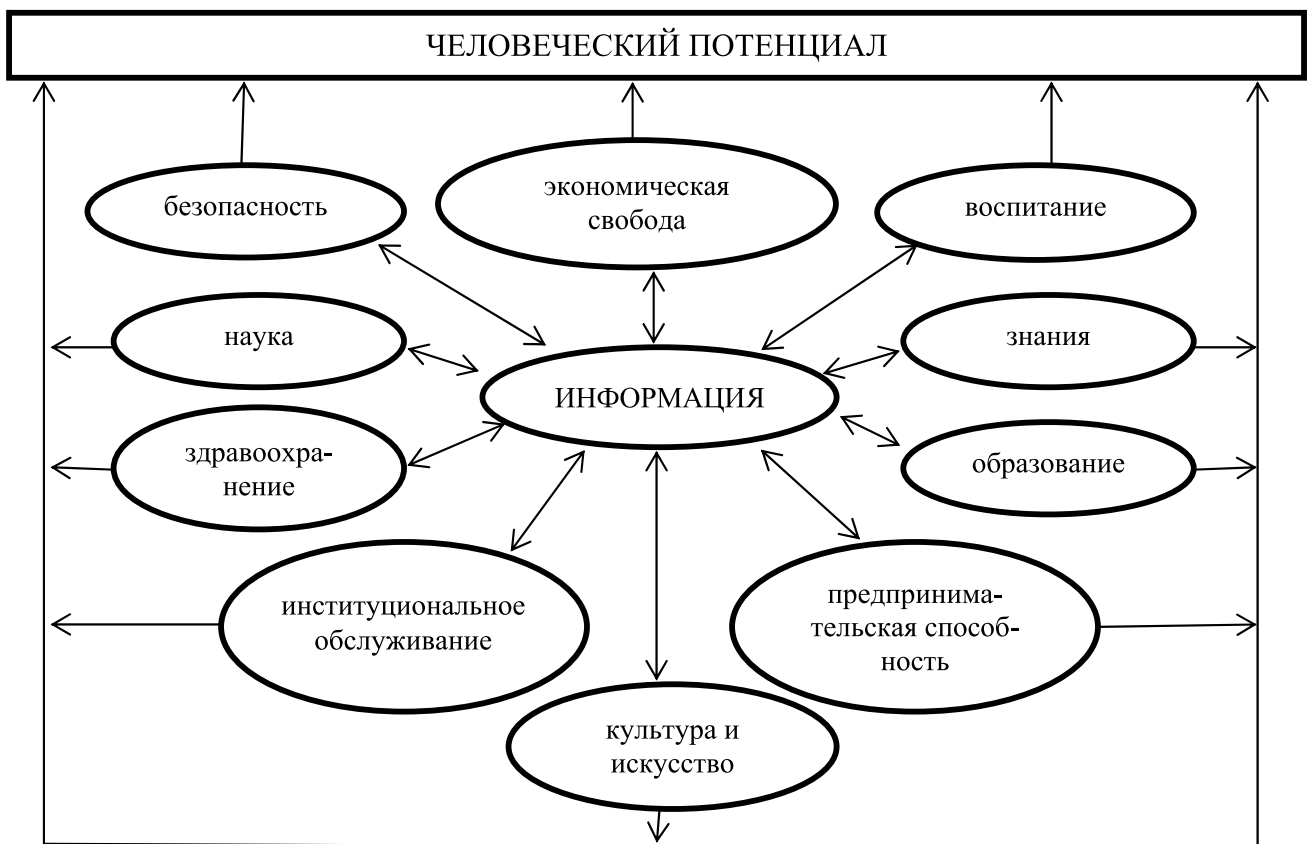 ЧЕЛОВЕЧЕСКИЙ ПОТЕНЦИАЛ
безопасность
экономическая
свобода
воспитание
наука
знания
ИНФОРМАЦИЯ
здравоохра-
нение
образование
институциональное
обслуживание
предпринима-
тельская способ-
ность
культура и
искусство